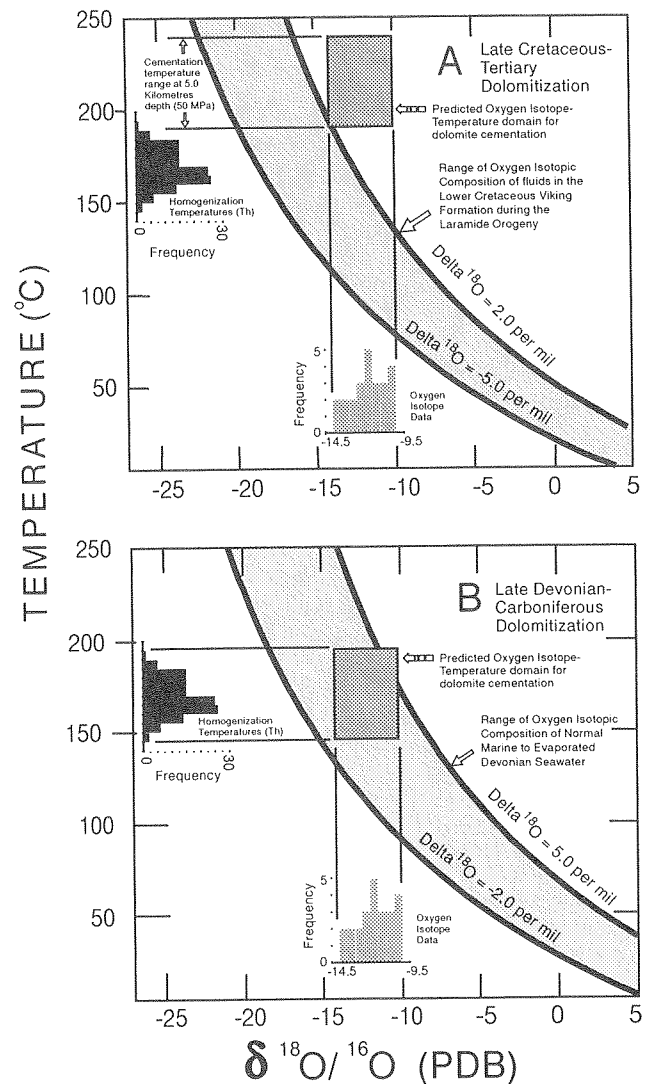 TEMPERATURE (°C)
250
200
150
100
50
A
Late Cretaceous-
Tertiary
Dolomitization
Cementation
temperature
range at 5.0
Kilometres
depth (50 MPa)
Predicted Oxygen Isotope-
Temperature domain for
dolomite cementation
Range of Oxygen Isotopic
Composition of fluids in the
Lower Cretaceous Viking
Formation during the
Laramide Orogeny
Homogenization
Temperatures (Th)
0
30
Frequency
Delta 18O = 2.0 per mil
Delta 18O = -5.0 per mil
Frequency
5
0
-14.5
-9.5
Oxygen
Isotope
Data
-25
-20
-15
-10
-5
0
5
250
200
150
100
50
B
Late Devonian-
Carboniferous
Dolomitization
Predicted Oxygen Isotope-
Temperature domain for
dolomite cementation
Range of Oxygen Isotopic
Composition of Normal
Marine to Evaporated
Devonian Seawater
Homogenization
Temperatures (Th)
0
30
Frequency
Delta 18O = 5.0 per mil
Delta 18O = -2.0 per mil
Frequency
5
0
-14.5
-9.5
Oxygen
Isotope
Data
-25
-20
-15
-10
-5
0
5
δ 18O/ 16O (PDB)